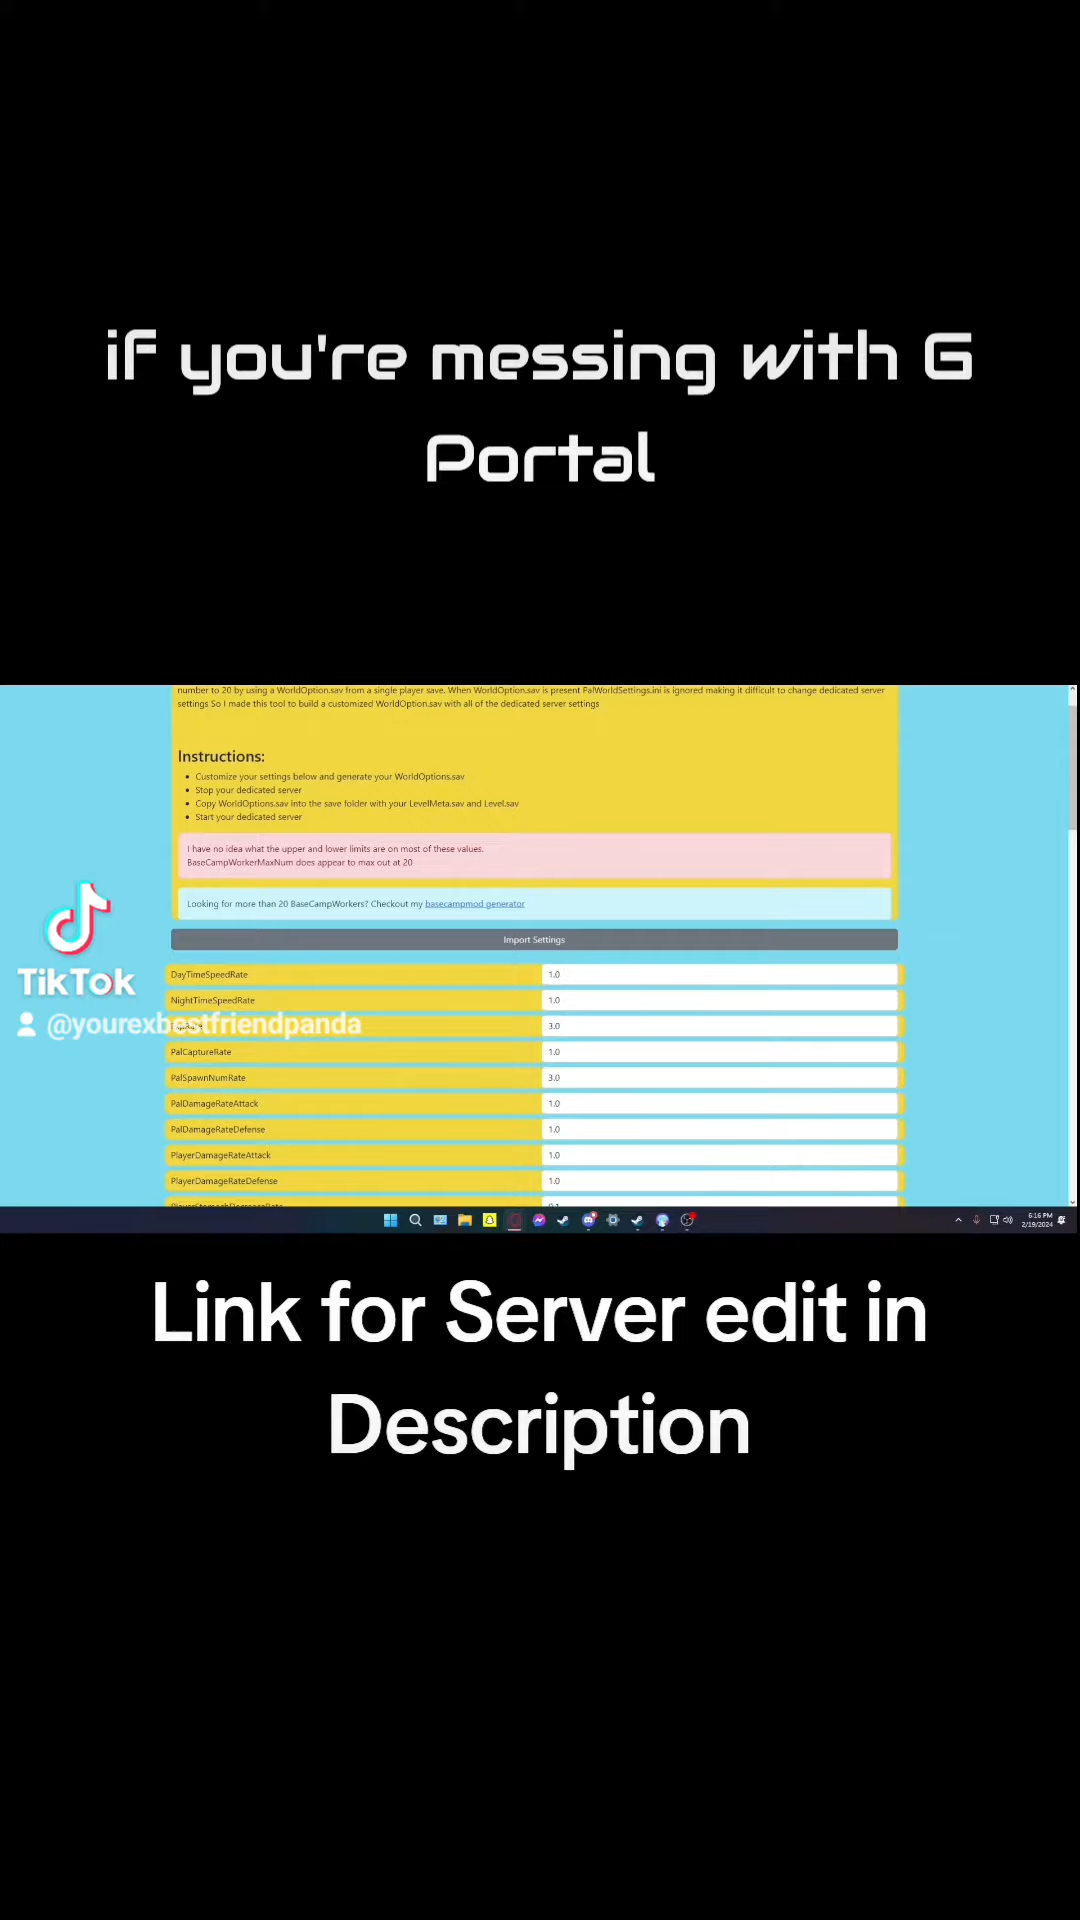 if you're messing with G
Portal
number to 20 by using a WorldOption.sav from a single player save. When WorldOption.sav is present PalWorldSettings.ini is ignored making it difficult to change dedicated server
settings So I made this tool to build a customized WorldOption.sav with all of the dedicated server settings
Instructions:
Customize your settings below and generate your WorldOptions.sav
Stop your dedicated server
Copy WorldOptions.sav into the save folder with your LevelMeta.sav and Level.sav
Start your dedicated server
I have no idea what the upper and lower limits are on most of these values.
BaseCampWorkerMaxNum does appear to max out at 20
Looking for more than 20 BaseCampWorkers? Checkout my basecampmod generator
Import Settings
DayTimeSpeedRate 1.0
NightTimeSpeedRate 1.0
3.0
PalCaptureRate 1.0
PalSpawnNumRate 3.0
PalDamageRateAttack 1.0
PalDamageRateDefense 1.0
PlayerDamageRateAttack 1.0
PlayerDamageRateDefense 1.0
TikTok
@yourexbestfriendpanda
6:16 PM
2/19/2024
Link for Server edit in
Description